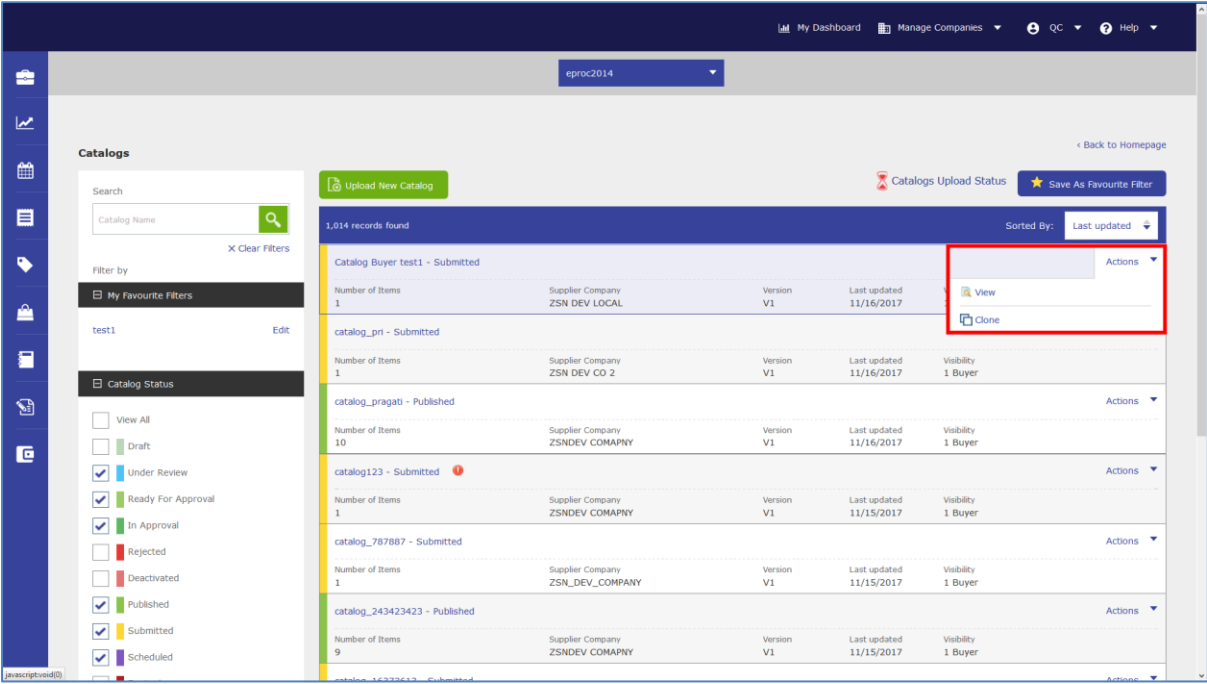 My Dashboard Manage Companies QC Help
eproc2014
‹ Back to Homepage
Catalogs
Search
Catalog Name
X Clear Filters
Filter by
My Favourite Filters
test1 Edit
Catalog Status
View All
Draft
Under Review
Ready For Approval
In Approval
Rejected
Deactivated
Published
Submitted
Scheduled
javascript:void(0)
Upload New Catalog Catalogs Upload Status Save As Favourite Filter
1,014 records found Sorted By: Last updated
Catalog Buyer test1 - Submitted Actions
View
Clone
Number of Items Supplier Company Version Last updated
1 ZSN DEV LOCAL V1 11/16/2017
catalog_pri - Submitted
Number of Items Supplier Company Version Last updated Visibility
1 ZSN DEV CO 2 V1 11/16/2017 1 Buyer
catalog_pragati - Published Actions
Number of Items Supplier Company Version Last updated Visibility
10 ZSNDEV COMAPNY V1 11/16/2017 1 Buyer
catalog123 - Submitted Actions
Number of Items Supplier Company Version Last updated Visibility
1 ZSNDEV COMAPNY V1 11/15/2017 1 Buyer
catalog_787887 - Submitted Actions
Number of Items Supplier Company Version Last updated Visibility
1 ZSN_DEV_COMPANY V1 11/15/2017 1 Buyer
catalog_243423423 - Published Actions
Number of Items Supplier Company Version Last updated Visibility
9 ZSNDEV COMAPNY V1 11/15/2017 1 Buyer